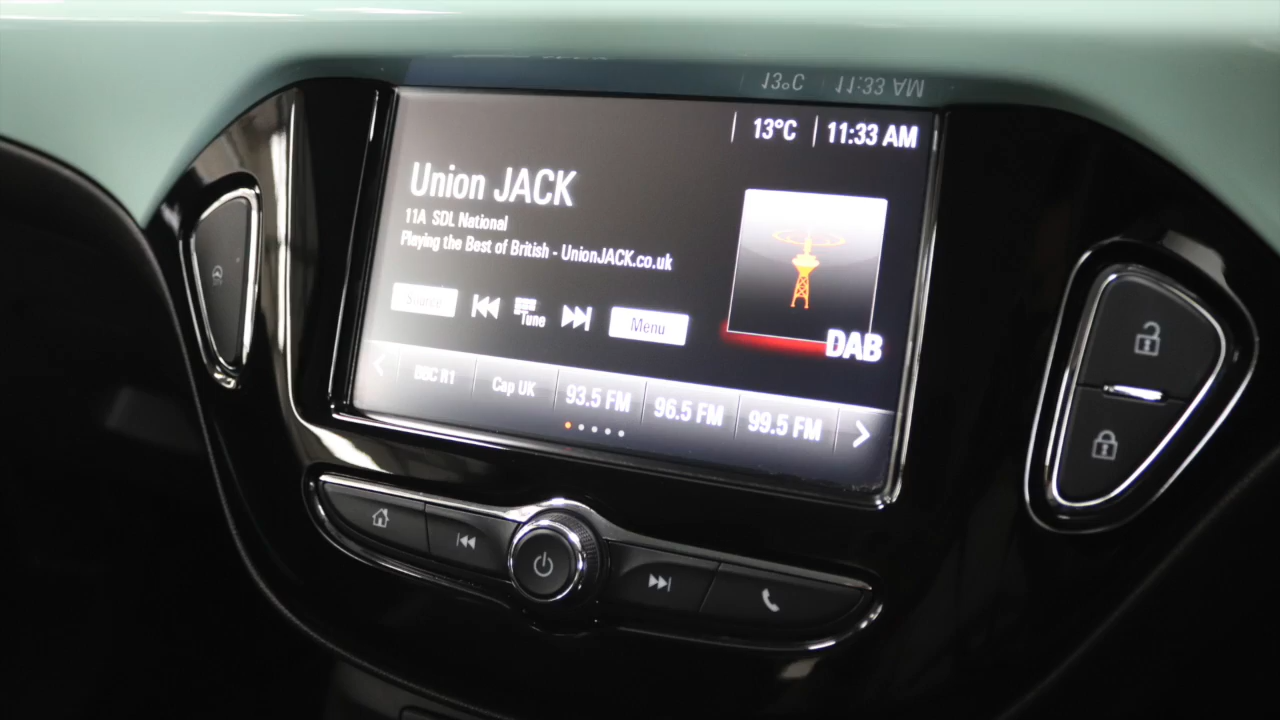 13°C 11:33 AM
Union JACK
11A SDL National
Playing the Best of British - UnionJACK.co.uk
Source
Tune
Menu
DAB
BBC R1
Cap UK
93.5 FM
96.5 FM
99.5 FM